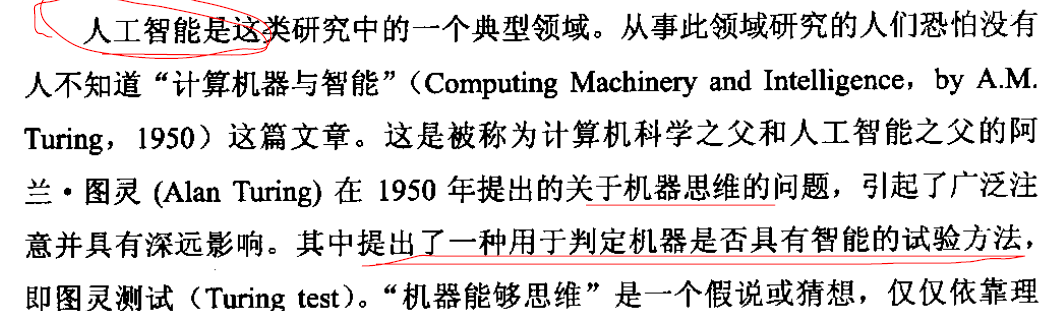 人工智能是这类研究中的一个典型领域。从事此领域研究的人们恐怕没有
人不知道“计算机器与智能”（Computing Machinery and Intelligence，by A.M.
Turing，1950）这篇文章。这是被称为计算机科学之父和人工智能之父的阿
兰·图灵 (Alan Turing) 在 1950 年提出的关于机器思维的问题，引起了广泛注
意并具有深远影响。其中提出了一种用于判定机器是否具有智能的试验方法，
即图灵测试（Turing test）。“机器能够思维”是一个假说或猜想，仅仅依靠理